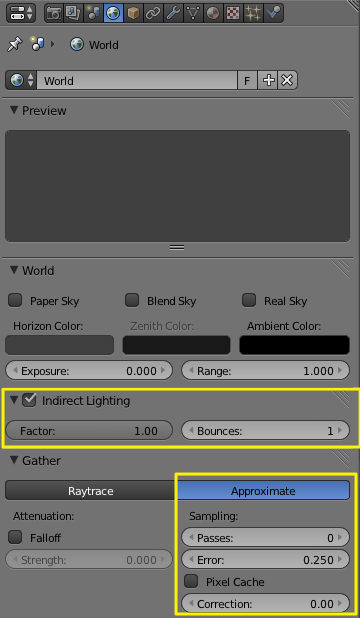 World
World F
Preview
World
Paper Sky Blend Sky Real Sky
Horizon Color: Zenith Color: Ambient Color:
Exposure: 0.000 Range: 1.000
Indirect Lighting
Factor: 1.00 Bounces: 1
Gather
Raytrace Approximate
Attenuation: Sampling:
Falloff Passes: 0
Strength: 0.000 Error: 0.250
Pixel Cache
Correction: 0.00